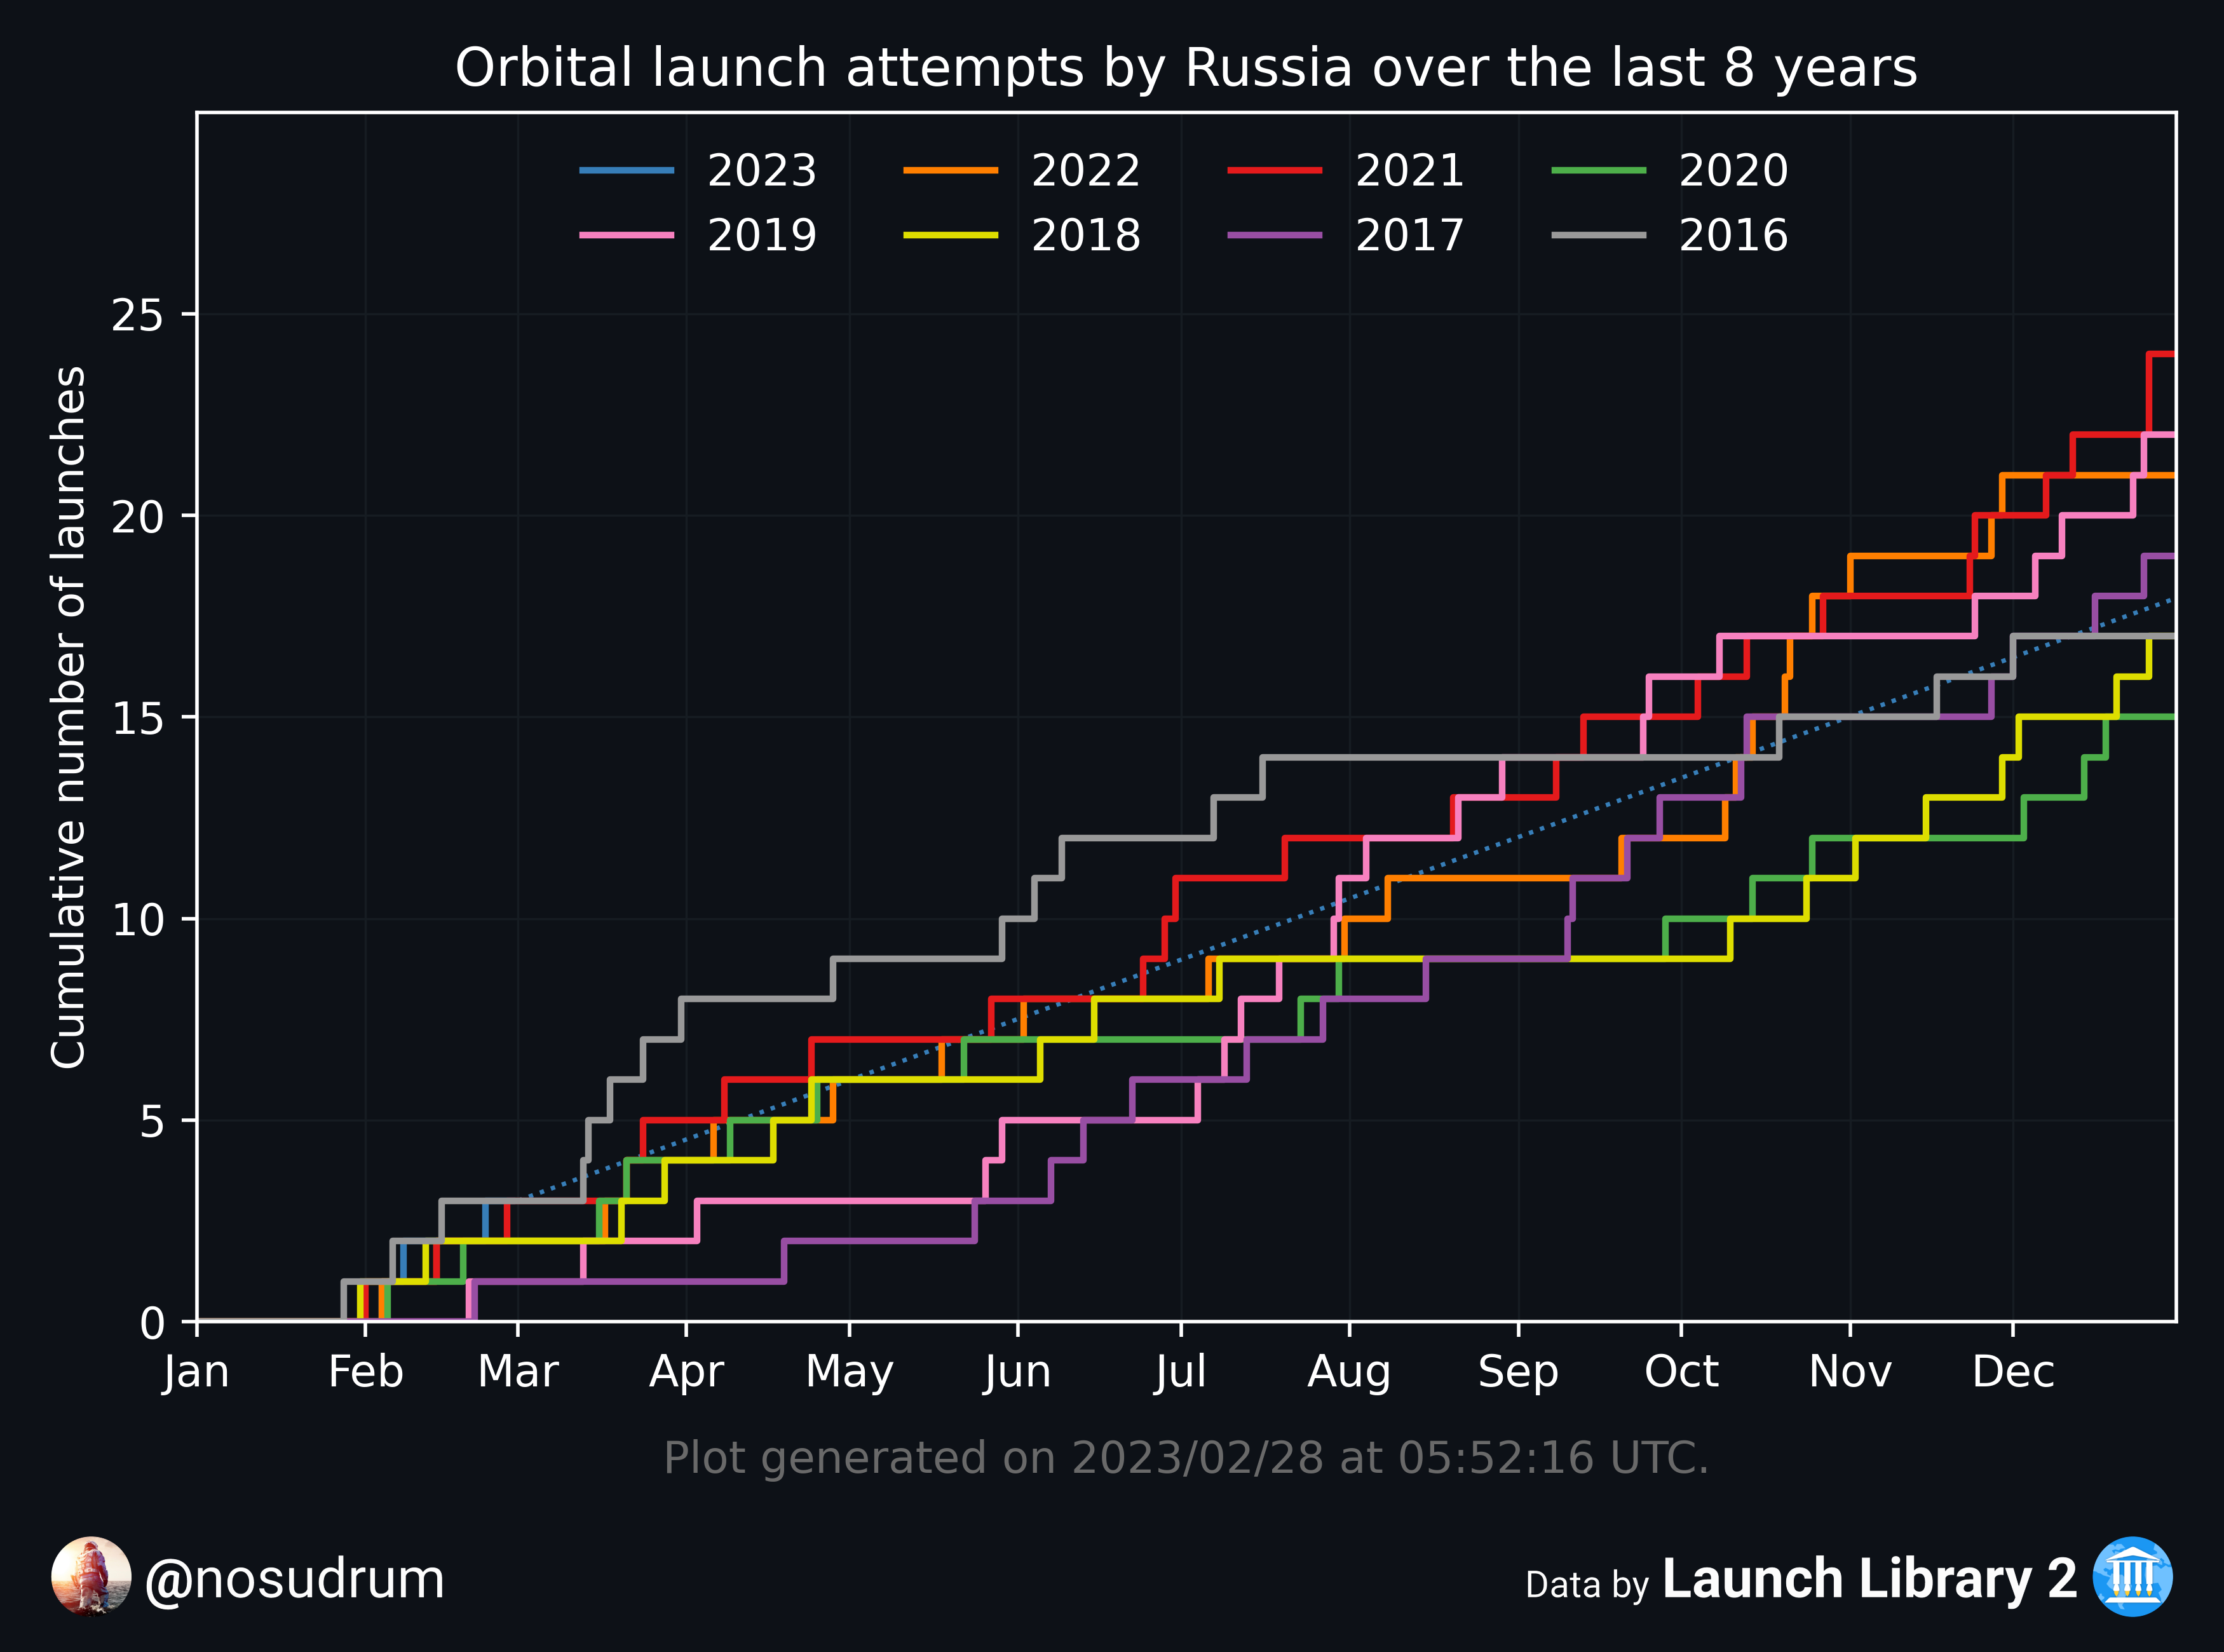 Orbital launch attempts by Russia over the last 8 years
2023 2022 2021 2020
2019 2018 2017 2016
Cumulative number of launches
25
20
15
10
5
0
Jan Feb Mar Apr May Jun Jul Aug Sep Oct Nov Dec
Plot generated on 2023/02/28 at 05:52:16 UTC.
@nosudrum
Data by Launch Library 2